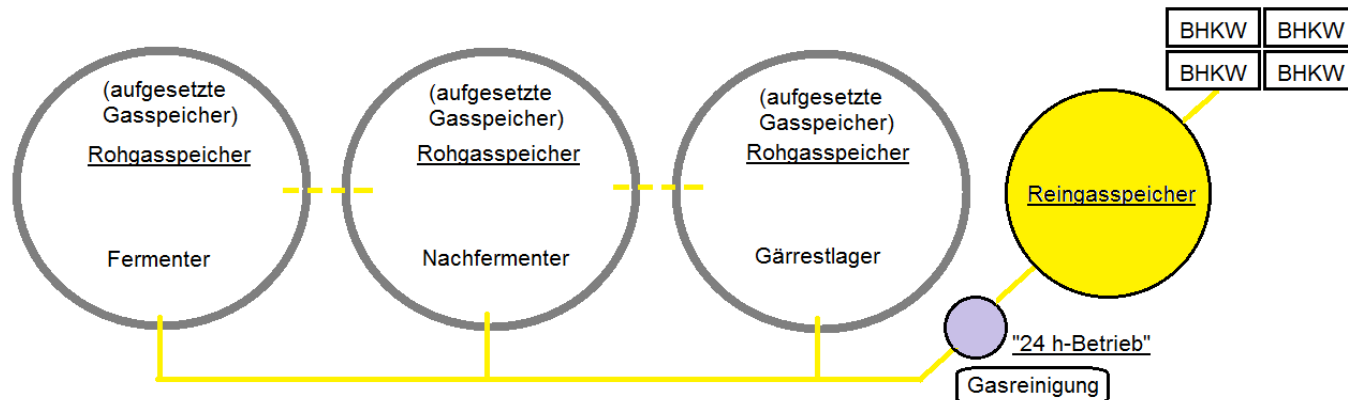 BHKW BHKW
BHKW BHKW
(aufgesetzte
Gasspeicher)
Rohgasspeicher
Fermenter
(aufgesetzte
Gasspeicher)
Rohgasspeicher
Nachfermenter
(aufgesetzte
Gasspeicher)
Rohgasspeicher
Gärrestlager
Reingasspeicher
"24 h-Betrieb"
Gasreinigung